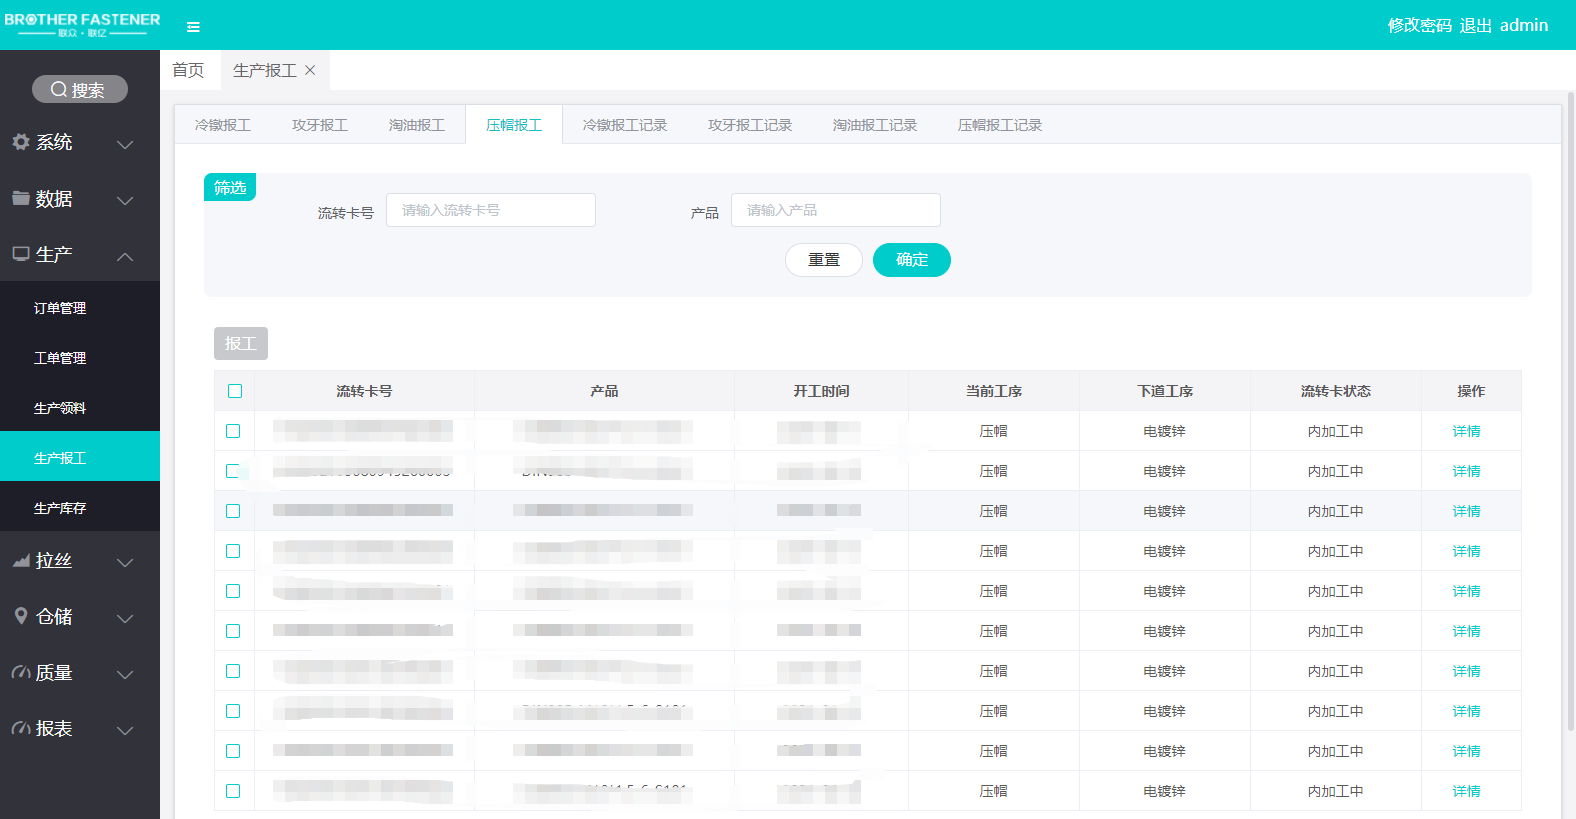 BROTHER FASTENER
联众·联亿
修改密码 退出 admin
首页 生产报工
搜索
系统
数据
生产
订单管理
工单管理
生产领料
生产报工
生产库存
拉丝
仓储
质量
报表
冷镦报工 攻牙报工 淘油报工 压帽报工 冷镦报工记录 攻牙报工记录 淘油报工记录 压帽报工记录
筛选
流转卡号 请输入流转卡号 产品 请输入产品
重置 确定
报工
流转卡号 产品 开工时间 当前工序 下道工序 流转卡状态 操作
压帽 电镀锌 内加工中 详情
压帽 电镀锌 内加工中 详情
压帽 电镀锌 内加工中 详情
压帽 电镀锌 内加工中 详情
压帽 电镀锌 内加工中 详情
压帽 电镀锌 内加工中 详情
压帽 电镀锌 内加工中 详情
压帽 电镀锌 内加工中 详情
压帽 电镀锌 内加工中 详情
压帽 电镀锌 内加工中 详情